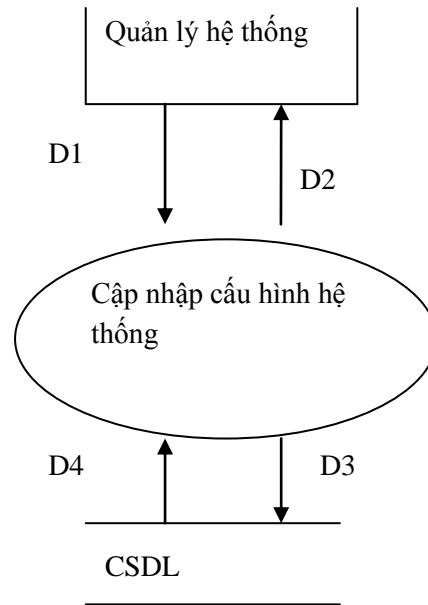 Quản lý hệ thống
D1
D2
Cập nhập cấu hình hệ
thống
D4
D3
CSDL